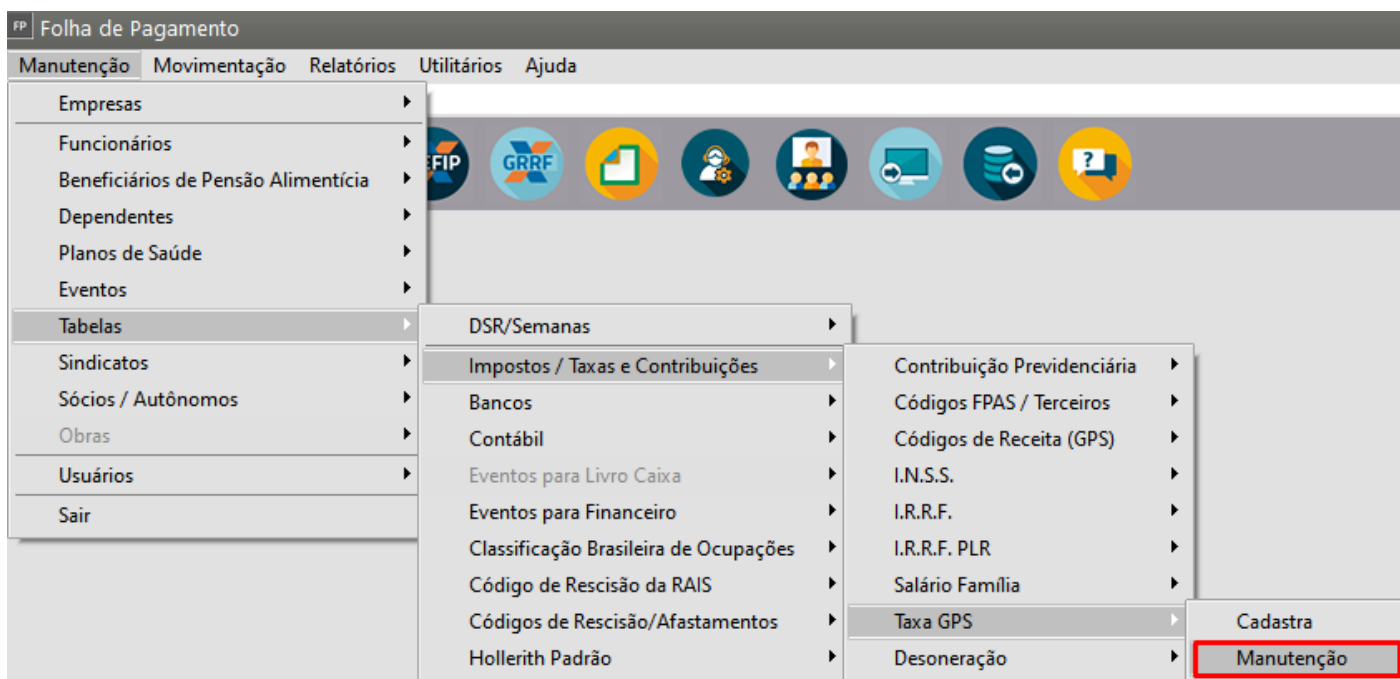 FP Folha de Pagamento
Manutenção Movimentação Relatórios Utilitários Ajuda
Empresas
Funcionários
Beneficiários de Pensão Alimentícia
Dependentes
Planos de Saúde
Eventos
Tabelas
Sindicatos
Sócios / Autônomos
Obras
Usuários
Sair
EFIP
GRRF
?
DSR/Semanas
Impostos / Taxas e Contribuições
Bancos
Contábil
Eventos para Livro Caixa
Eventos para Financeiro
Classificação Brasileira de Ocupações
Código de Rescisão da RAIS
Códigos de Rescisão/Afastamentos
Hollerith Padrão
Contribuição Previdenciária
Códigos FPAS / Terceiros
Códigos de Receita (GPS)
I.N.S.S.
I.R.R.F.
I.R.R.F. PLR
Salário Família
Taxa GPS
Desoneração
Cadastra
Manutenção